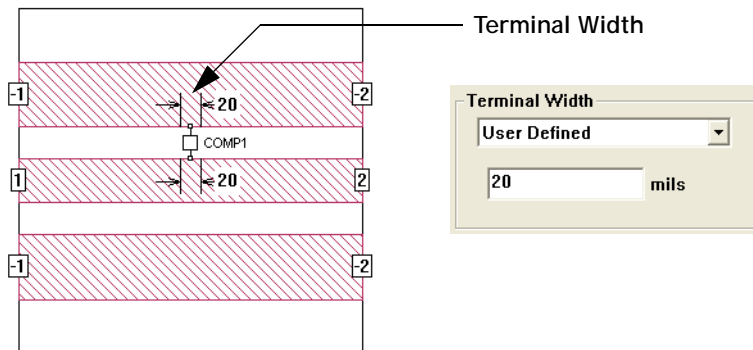 Terminal Width
-1
20
-2
COMP1
1
20
2
-1
-2
Terminal Width
User Defined
20 mils